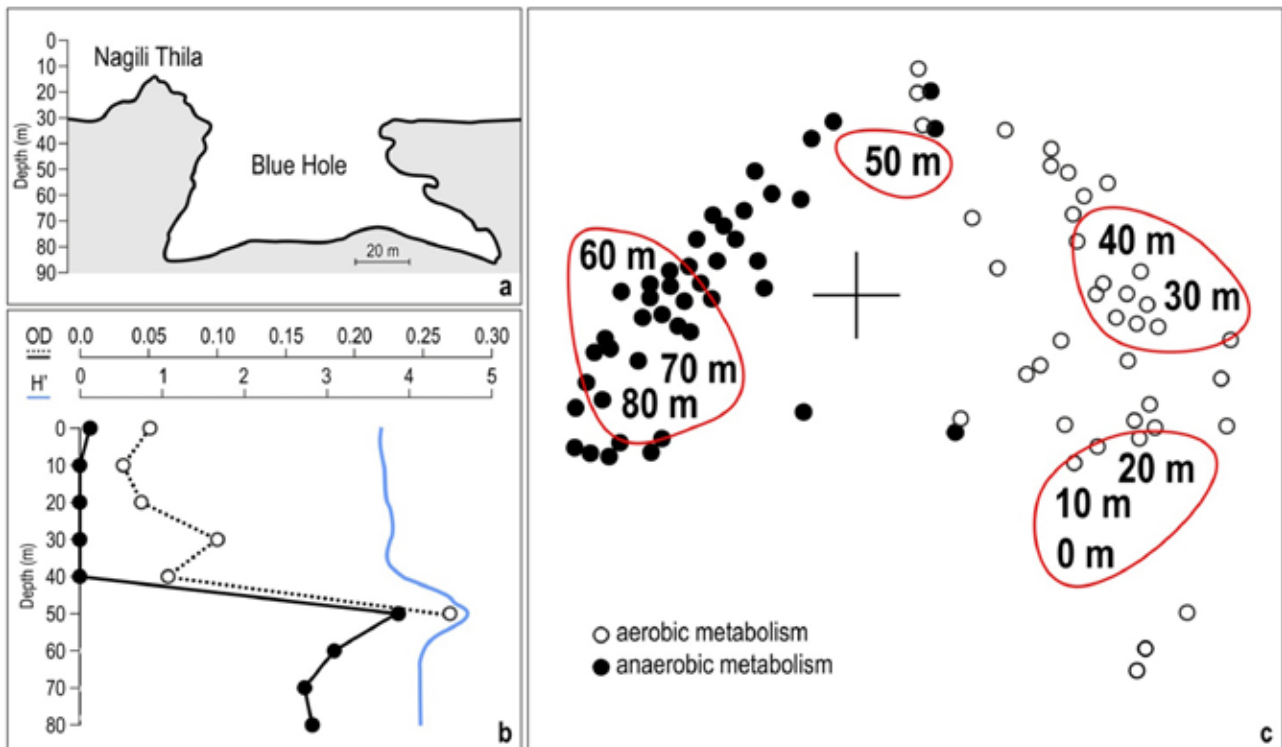 0
10
20
30
40
50
60
70
80
90
Depth (m)
Nagili Thila
Blue Hole
20 m
a
OD
0.0 0.05 0.10 0.15 0.20 0.25 0.30
H'
0 1 2 3 4 5
0
10
20
30
40
50
60
70
80
Depth (m)
b
50 m
40 m
30 m
60 m
70 m
80 m
20 m
10 m
0 m
aerobic metabolism
anaerobic metabolism
c